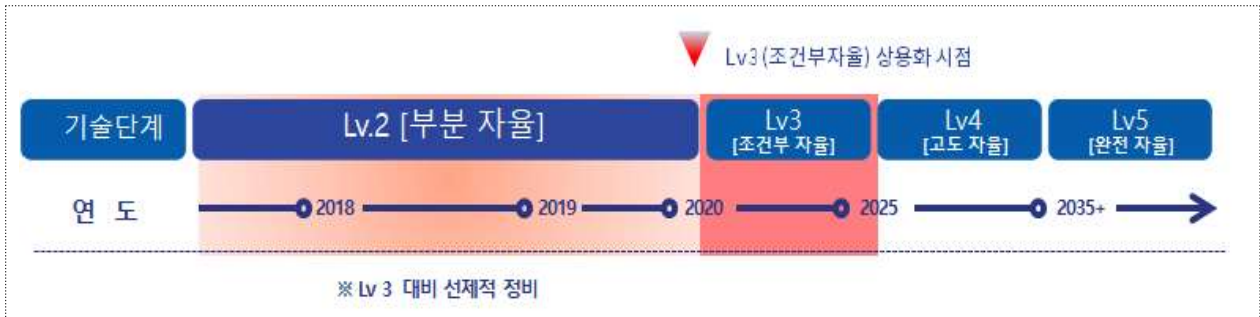 Lv3(조건부자율) 상용화시점
기술단계
Lv.2 [부분 자율]
Lv3
[조건부 자율]
Lv4
[고도 자율]
Lv5
[완전 자율]
연 도
2018
2019
2020
2025
2035+
※ Lv 3 대비 선제적 정비